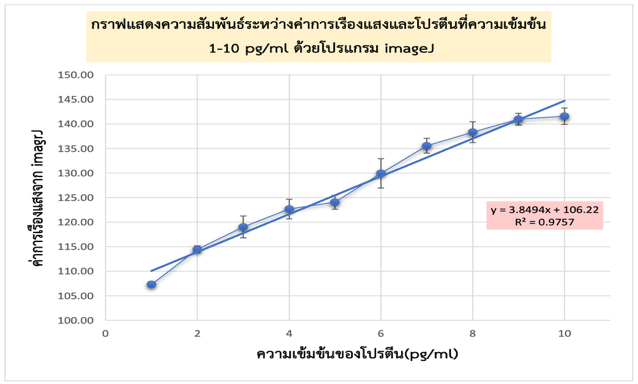 กราฟแสดงความสัมพันธ์ระหว่างค่าการเรืองแสงและโปรตีนที่ความเข้มข้น
1-10 pg/ml ด้วยโปรแกรม imageJ
150.00
145.00
140.00
135.00
130.00
125.00
120.00
115.00
110.00
105.00
100.00
ค่าการเรืองแสงจาก imagrJ
y = 3.8494x + 106.22
R² = 0.9757
0 2 4 6 8 10
ความเข้มข้นของโปรตีน(pg/ml)